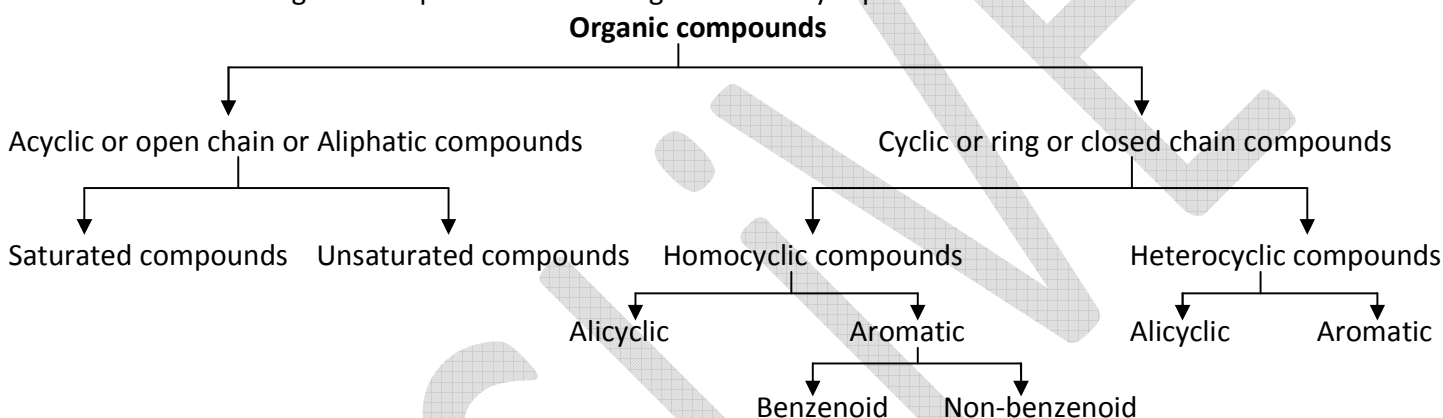 Organic compounds
Acyclic or open chain or Aliphatic compounds Cyclic or ring or closed chain compounds
Saturated compounds Unsaturated compounds Homocyclic compounds Heterocyclic compounds
Alicyclic Aromatic Alicyclic Aromatic
Benzenoid Non-benzenoid